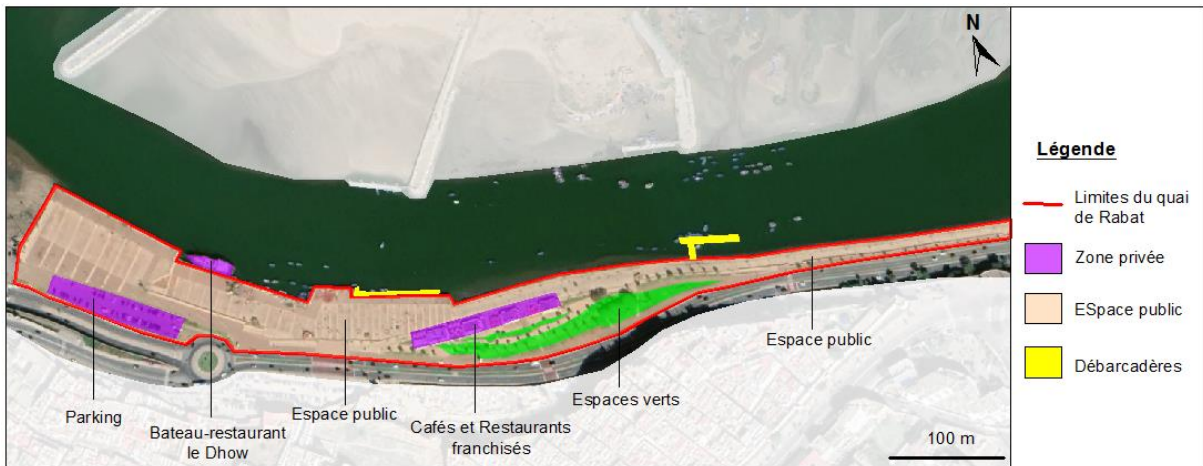 N
Légende
Limites du quai
de Rabat
Zone privée
ESpace public
Débarcadères
Parking
Bateau-restaurant
le Dhow
Espace public
Cafés et Restaurants
franchisés
Espaces verts
Espace public
100 m